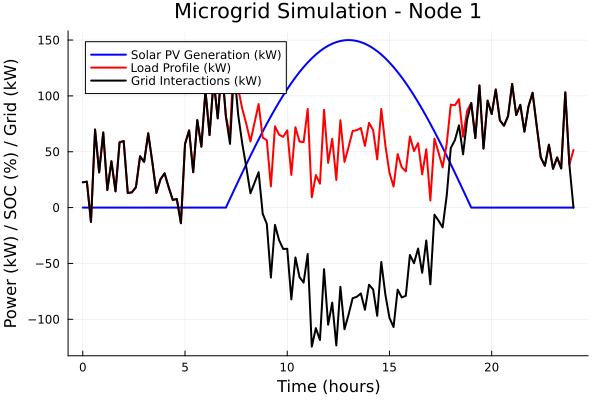 Microgrid Simulation - Node 1
Power (kW) / SOC (%) / Grid (kW)
150
100
50
0
−50
−100
Solar PV Generation (kW)
Load Profile (kW)
Grid Interactions (kW)
0 5 10 15 20
Time (hours)